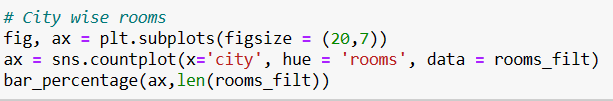 # City wise rooms
fig, ax = plt.subplots(figsize = (20,7))
ax = sns.countplot(x='city', hue = 'rooms', data = rooms_filt)
bar_percentage(ax,len(rooms_filt))